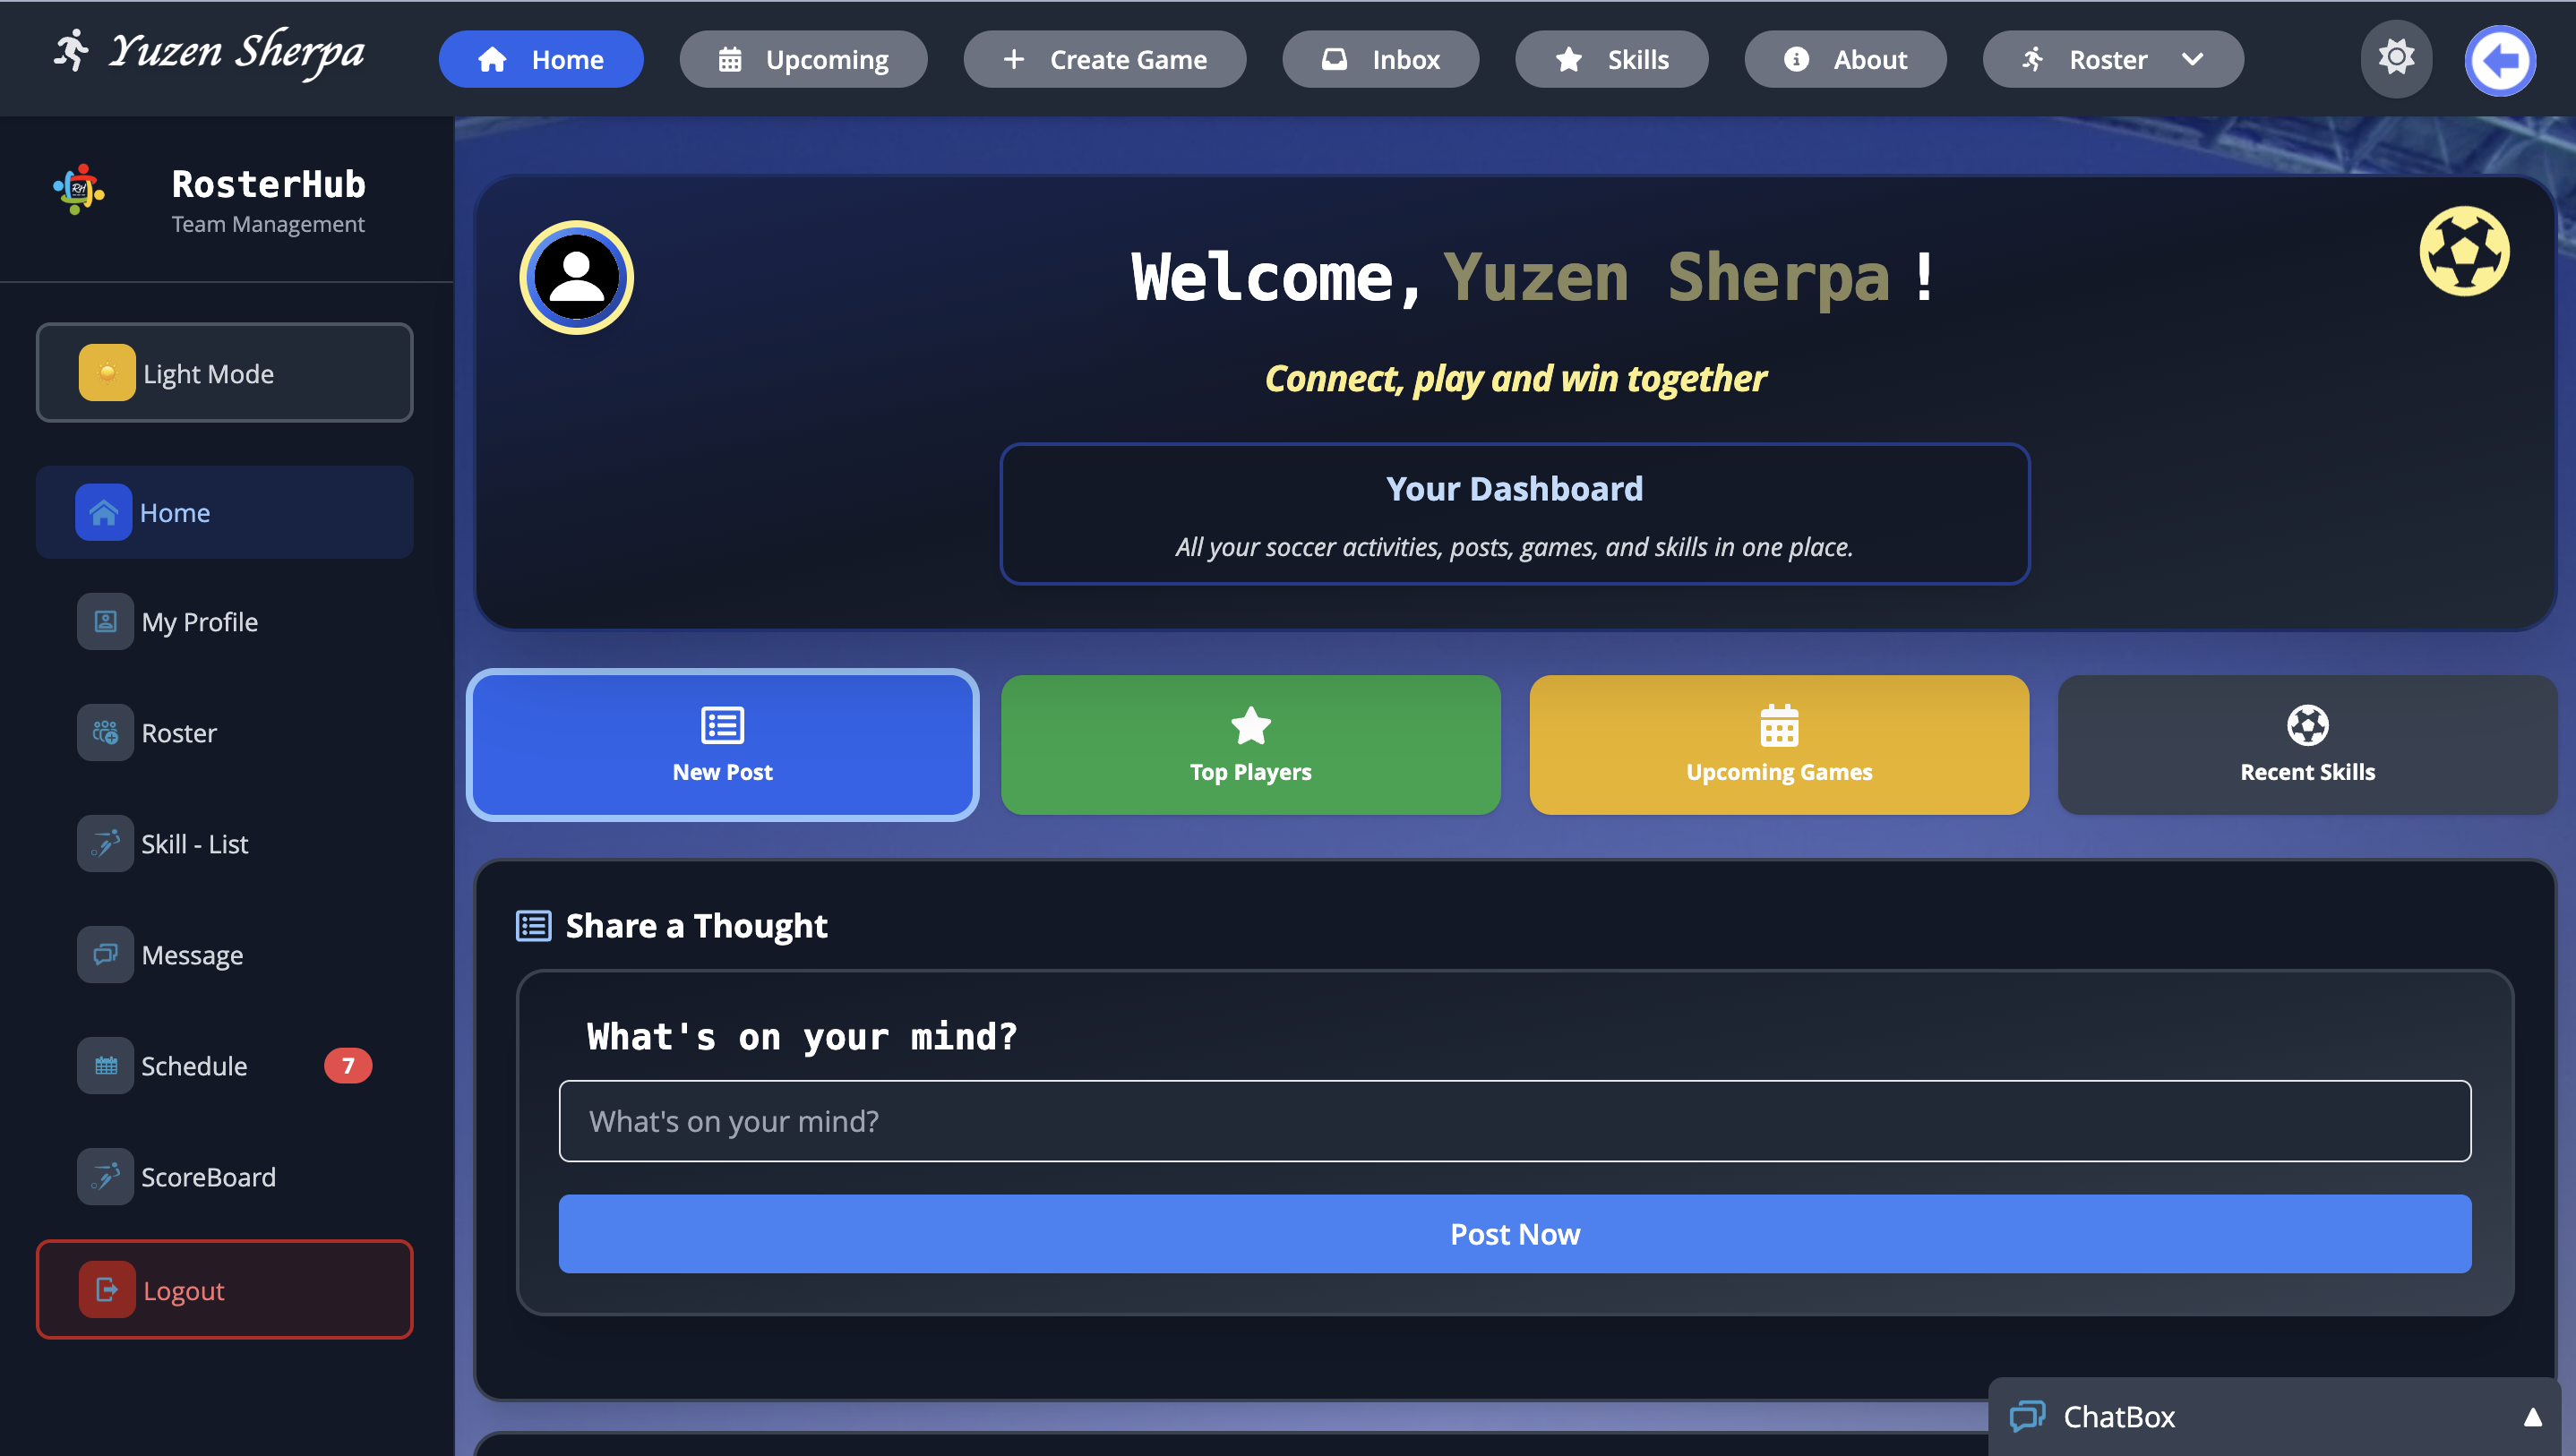 Yuzen Sherpa
Home
Upcoming
Create Game
Inbox
Skills
About
Roster
RosterHub
Team Management
Light Mode
Home
My Profile
Roster
Skill - List
Message
Schedule 7
ScoreBoard
Logout
Welcome, Yuzen Sherpa !
Connect, play and win together
Your Dashboard
All your soccer activities, posts, games, and skills in one place.
New Post
Top Players
Upcoming Games
Recent Skills
Share a Thought
What's on your mind?
What's on your mind?
Post Now
ChatBox